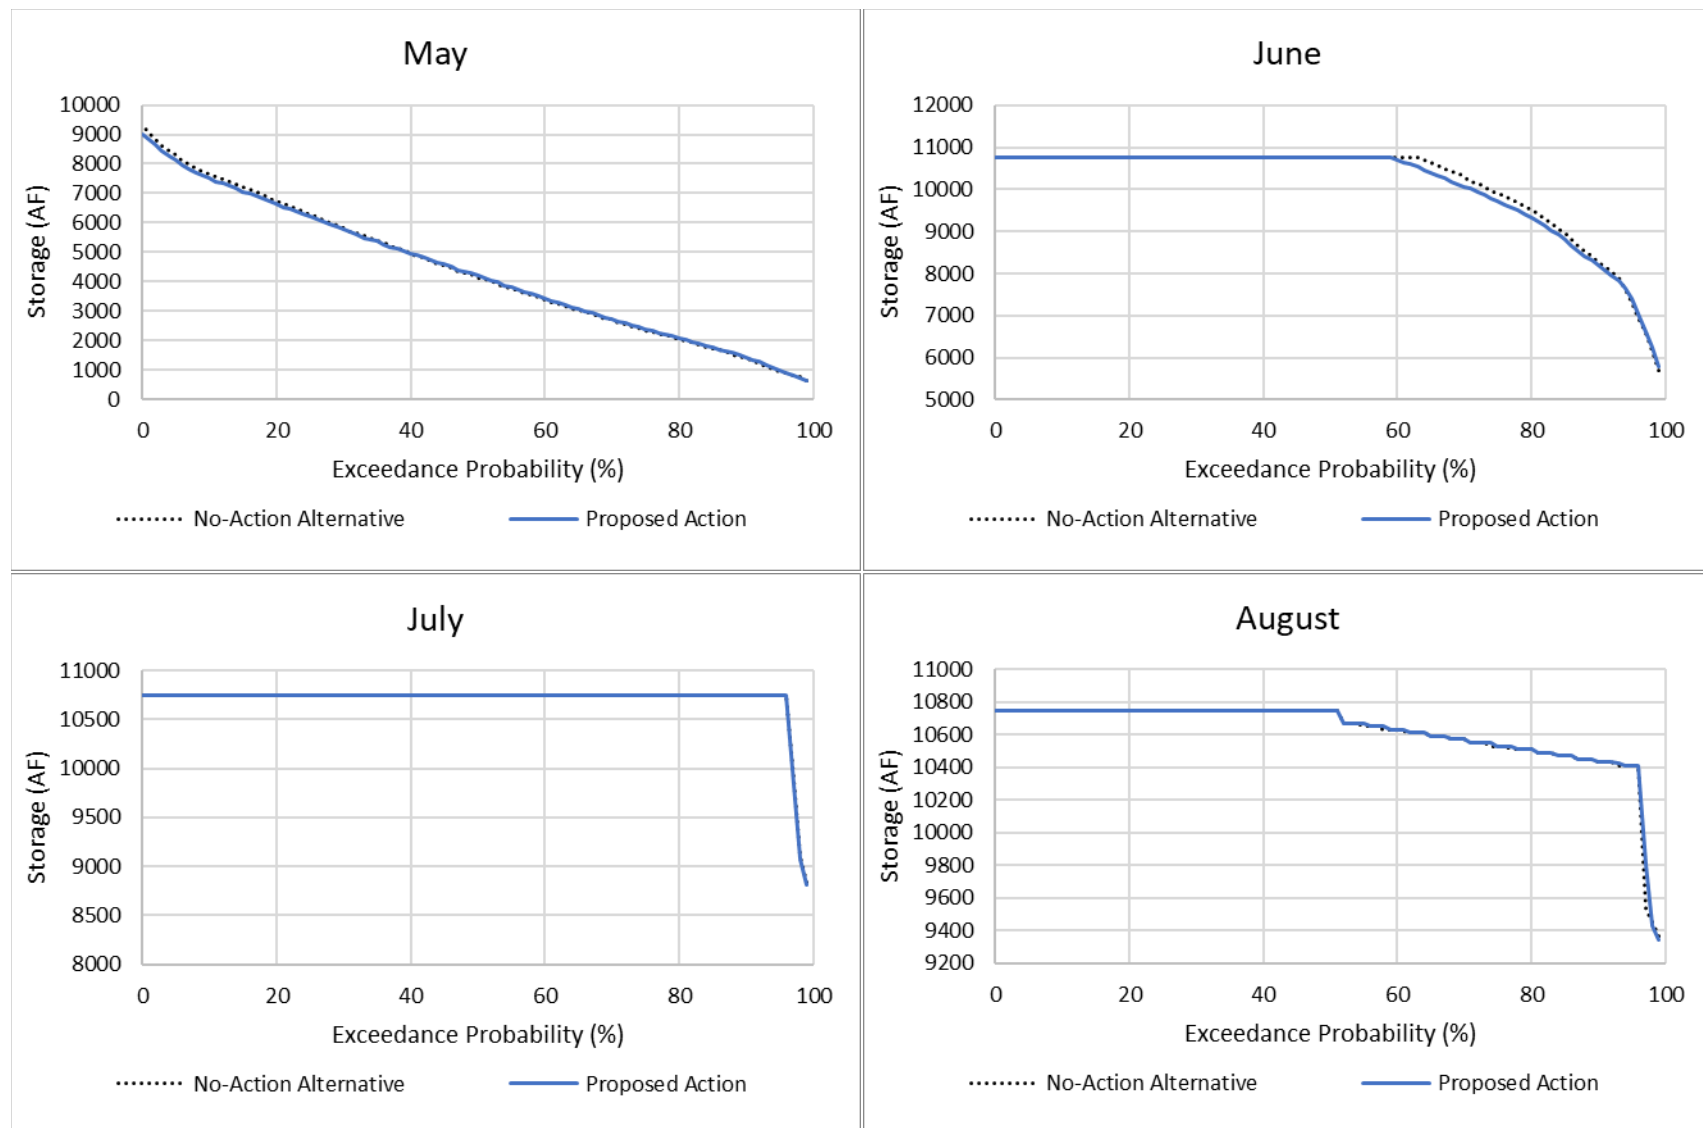 May
10000
9000
8000
7000
6000
5000
4000
3000
2000
1000
0
Storage (AF)
0 20 40 60 80 100
Exceedance Probability (%)
No-Action Alternative Proposed Action
June
12000
11000
10000
9000
8000
7000
6000
5000
Storage (AF)
0 20 40 60 80 100
Exceedance Probability (%)
No-Action Alternative Proposed Action
July
11000
10500
10000
9500
9000
8500
8000
Storage (AF)
0 20 40 60 80 100
Exceedance Probability (%)
No-Action Alternative Proposed Action
August
11000
10800
10600
10400
10200
10000
9800
9600
9400
9200
Storage (AF)
0 20 40 60 80 100
Exceedance Probability (%)
No-Action Alternative Proposed Action